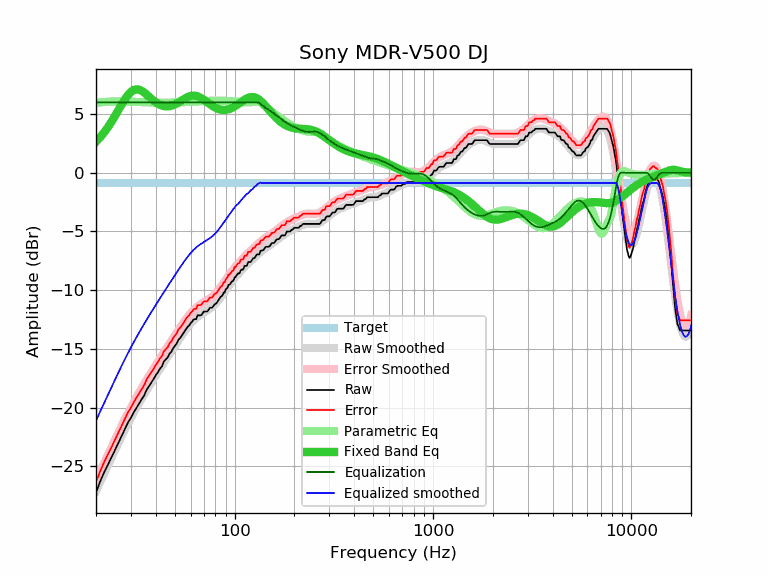 Sony MDR-V500 DJ
Amplitude (dBr)
5
0
−5
−10
−15
−20
−25
Target
Raw Smoothed
Error Smoothed
Raw
Error
Parametric Eq
Fixed Band Eq
Equalization
Equalized smoothed
100
1000
10000
Frequency (Hz)